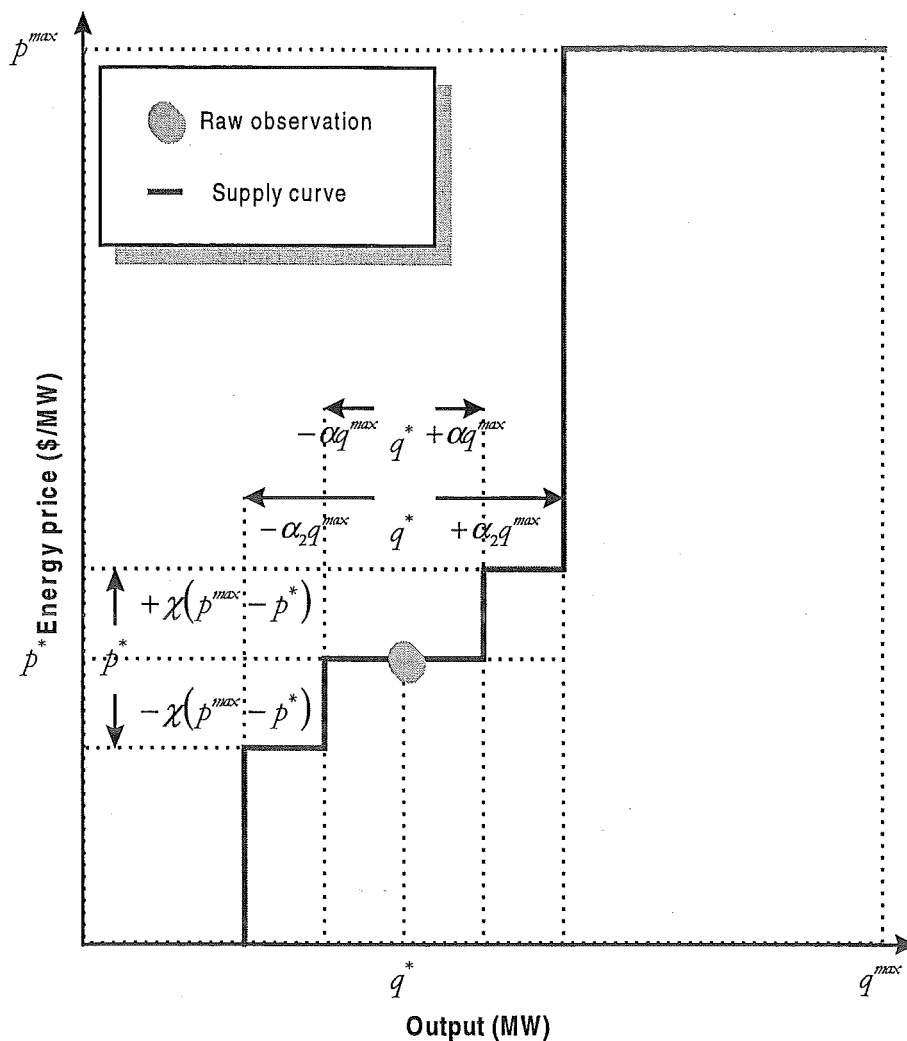 p^max
Raw observation
Supply curve
Energy price ($/MW)
−αq^max q^* +αq^max
−α₂q^max q^* +α₂q^max
+χ(p^max − p^*)
p^* p^*
−χ(p^max − p^*)
q^* q^max
Output (MW)